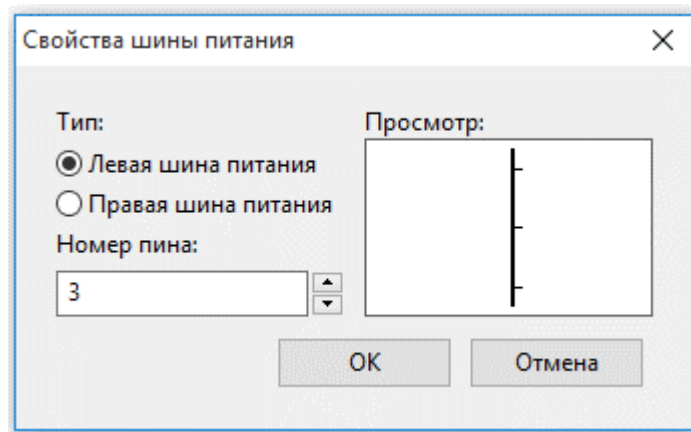 Свойства шины питания
Тип:
Просмотр:
Левая шина питания
Правая шина питания
Номер пина:
3
OK
Отмена